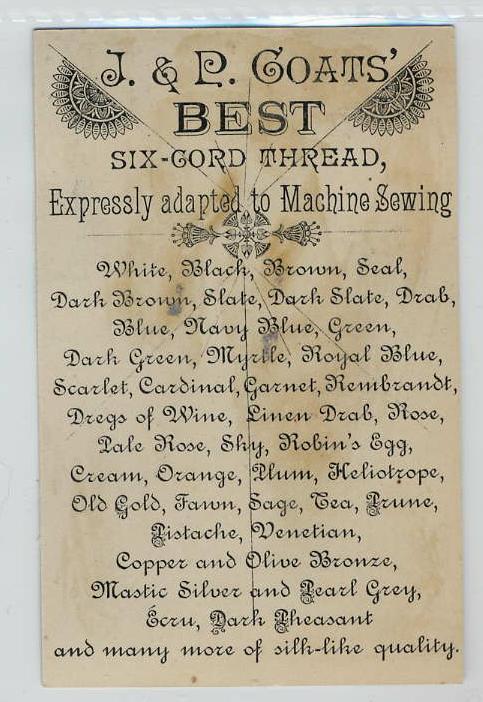 J. & P. COATS'
BEST
SIX-CORD THREAD,
Expressly adapted to Machine Sewing
White, Black, Brown, Seal,
Dark Brown, Slate, Dark Slate, Drab,
Blue, Navy Blue, Green,
Dark Green, Myrtle, Royal Blue,
Scarlet, Cardinal, Garnet, Rembrandt,
Dregs of Wine, Linen Drab, Rose,
Pale Rose, Sky, Robin's Egg,
Cream, Orange, Plum, Heliotrope,
Old Gold, Fawn, Sage, Tea, Prune,
Pistache, Venetian,
Copper and Olive Bronze,
Mastic Silver and Pearl Grey,
Écru, Dark Pheasant
and many more of silk-like quality.